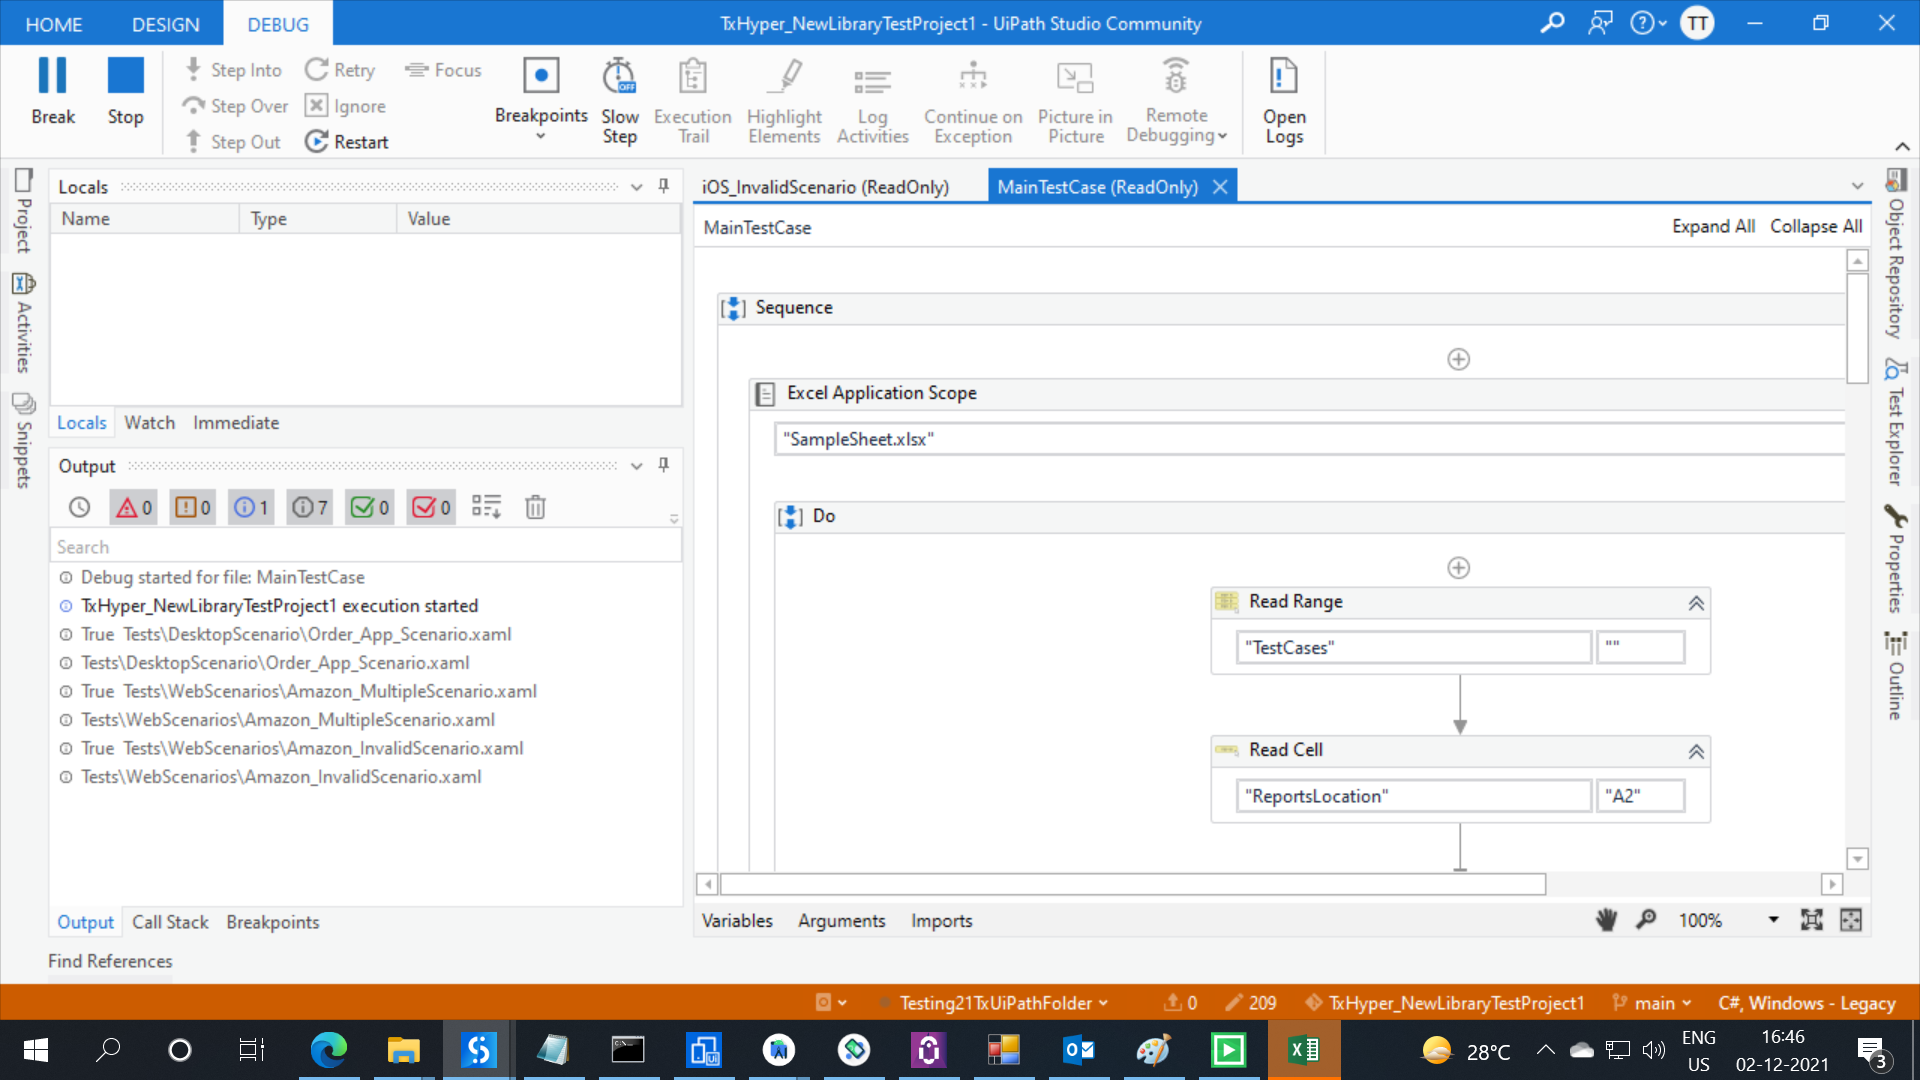 HOME DESIGN DEBUG
TxHyper_NewLibraryTestProject1 - UiPath Studio Community
TT
Break
Stop
Step Into
Step Over
Step Out
Retry
Ignore
Restart
Focus
Breakpoints
Slow
Step
OFF
Execution
Trail
Highlight
Elements
Log
Activities
Continue on
Exception
Picture in
Picture
Remote
Debugging
Open
Logs
Project
Activities
Snippets
Locals
Name Type Value
Locals Watch Immediate
Output
0 0 1 7 0 0
Search
Debug started for file: MainTestCase
TxHyper_NewLibraryTestProject1 execution started
True Tests\DesktopScenario\Order_App_Scenario.xaml
Tests\DesktopScenario\Order_App_Scenario.xaml
True Tests\WebScenarios\Amazon_MultipleScenario.xaml
Tests\WebScenarios\Amazon_MultipleScenario.xaml
True Tests\WebScenarios\Amazon_InvalidScenario.xaml
Tests\WebScenarios\Amazon_InvalidScenario.xaml
Output Call Stack Breakpoints
Find References
iOS_InvalidScenario (ReadOnly)
MainTestCase (ReadOnly)
MainTestCase
Expand All Collapse All
Sequence
Excel Application Scope
"SampleSheet.xlsx"
Do
Read Range
"TestCases" ""
Read Cell
"ReportsLocation" "A2"
Variables Arguments Imports
100%
Object Repository
Test Explorer
Properties
Outline
Testing21TxUiPathFolder 0 209 TxHyper_NewLibraryTestProject1 main C#, Windows - Legacy
28°C
ENG
US
16:46
02-12-2021
3